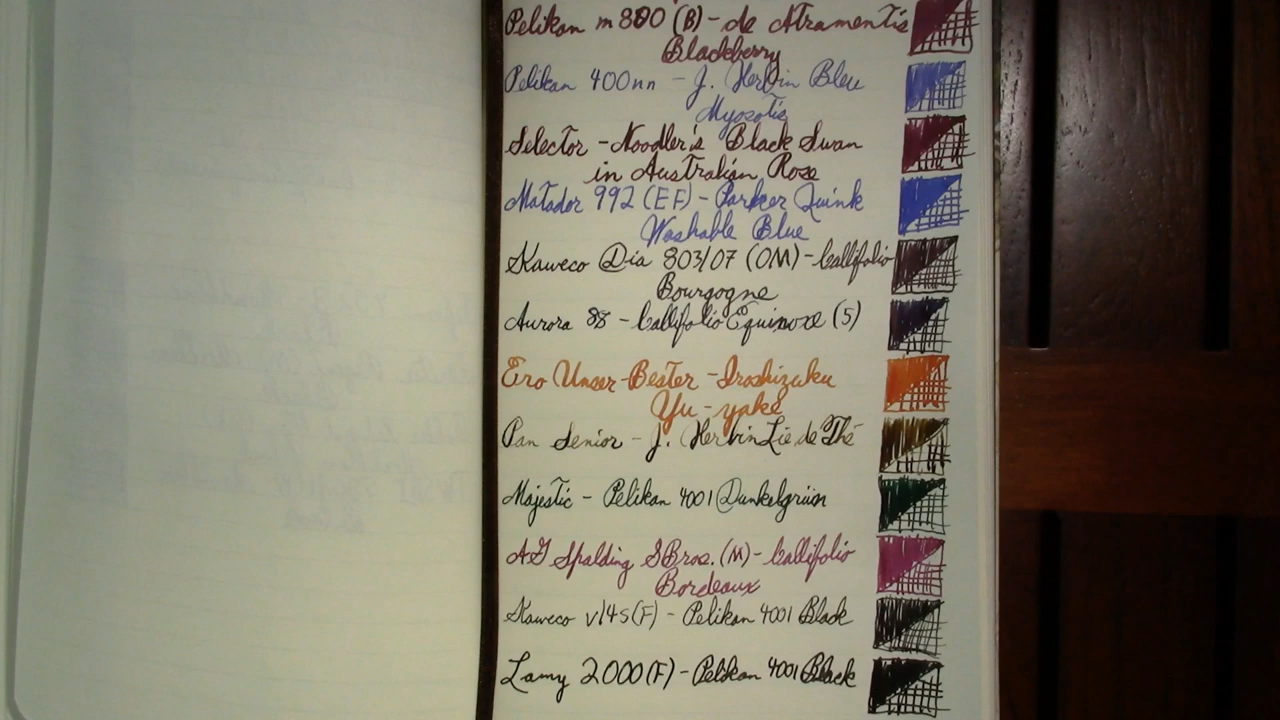 Pelikan m800 (B) - de Atramentis
Blackberry
Pelikan 400nn - J. Herbin Bleu
Myosotis
Selector - Noodler's Black Swan
in Australian Rose
Matador 992 (EF) - Parker Quink
Washable Blue
Kaweco Dia 803/07 (OM) - Callifolio
Bourgogne
Aurora 88 - Callifolio Equinoxe (5)
Ero Unser-Bester - Iroshizuku
Yu-yake
Pan Senior - J. Herbin Lie de Thé
Majestic - Pelikan 4001 Dunkelgrün
AG Spalding & Bros. (M) - Callifolio
Bordeaux
Kaweco V14S (F) - Pelikan 4001 Black
Lamy 2000 (F) - Pelikan 4001 Black